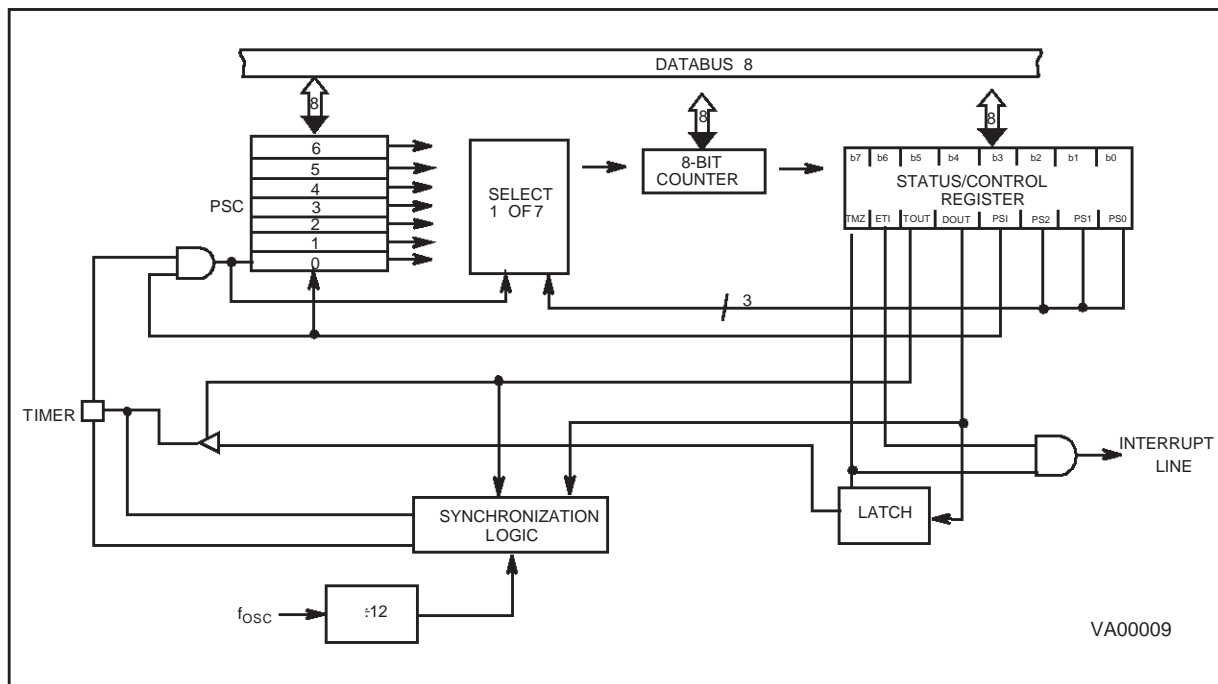 DATABUS 8
8
8
8
6
5
4
3
2
1
0
PSC
SELECT
1 OF 7
8-BIT
COUNTER
b7 b6 b5 b4 b3 b2 b1 b0
STATUS/CONTROL
REGISTER
TMZ ETI TOUT DOUT PSI PS2 PS1 PS0
3
TIMER
INTERRUPT
LINE
LATCH
SYNCHRONIZATION
LOGIC
fOSC
÷12
VA00009